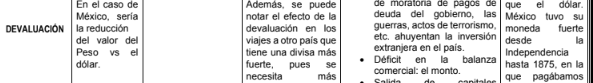 DEVALUACIÓN
En el caso de
México, sería
la reducción
del valor del
Peso vs el
dólar.
Además, se puede
notar el efecto de la
devaluación en los
viajes a otro país que
tiene una divisa más
fuerte, pues se
necesita más
de moratoria de pagos de
deuda del gobierno, las
guerras, actos de terrorismo,
etc. ahuyentan la inversión
extranjera en el país.
• Déficit en la balanza
comercial: el monto.
• Salida de capitales
que el dólar.
México tuvo su
moneda fuerte
desde la
Independencia
hasta 1875, en la
que pagábamos